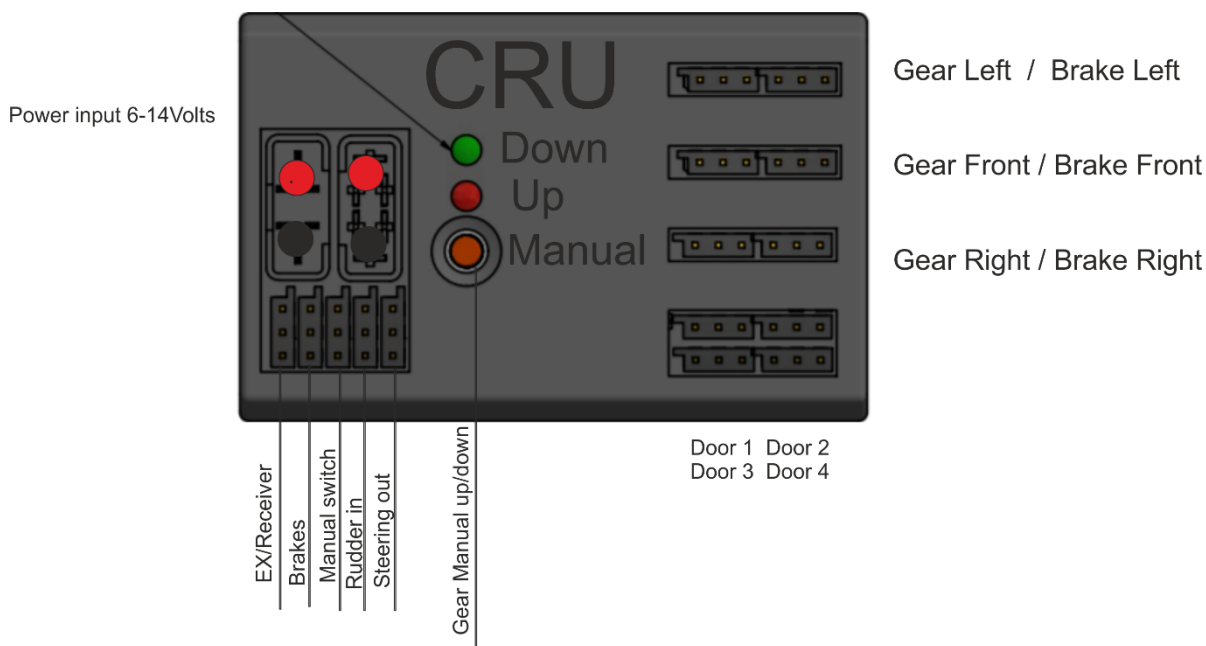 CRU
Gear Left / Brake Left
Power input 6-14Volts
Down
Gear Front / Brake Front
Up
Manual
Gear Right / Brake Right
Door 1 Door 2
Door 3 Door 4
EX/Receiver
Brakes
Manual switch
Rudder in
Steering out
Gear Manual up/down